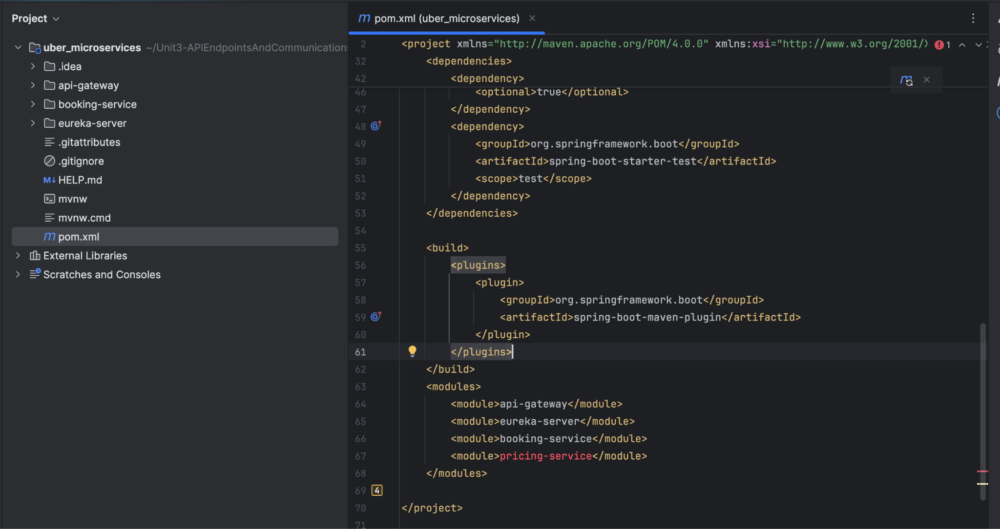 Project
uber_microservices ~/Unit3-APIEndpointsAndCommunication
.idea
api-gateway
booking-service
eureka-server
.gitattributes
.gitignore
M↓ HELP.md
mvnw
mvnw.cmd
m pom.xml
External Libraries
Scratches and Consoles
m pom.xml (uber_microservices)
2 <project xmlns="http://maven.apache.org/POM/4.0.0" xmlns:xsi="http://www.w3.org/2001/X 1
32 <dependencies>
42 <dependency>
46 <optional>true</optional>
47 </dependency>
48 <dependency>
49 <groupId>org.springframework.boot</groupId>
50 <artifactId>spring-boot-starter-test</artifactId>
51 <scope>test</scope>
52 </dependency>
53 </dependencies>
54
55 <build>
56 <plugins>
57 <plugin>
58 <groupId>org.springframework.boot</groupId>
59 <artifactId>spring-boot-maven-plugin</artifactId>
60 </plugin>
61 </plugins>
62 </build>
63 <modules>
64 <module>api-gateway</module>
65 <module>eureka-server</module>
66 <module>booking-service</module>
67 <module>pricing-service</module>
68 </modules>
69 4
70 </project>
71